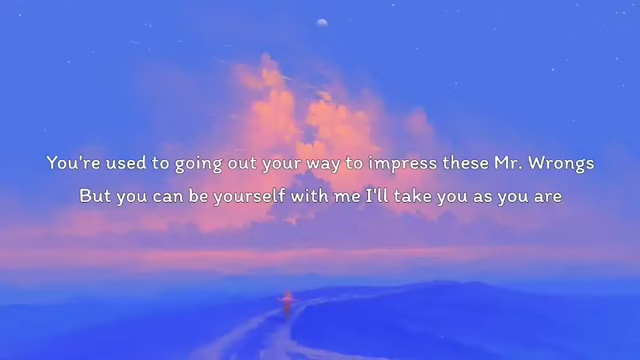 You're used to going out your way to impress these Mr. Wrongs
But you can be yourself with me I'll take you as you are